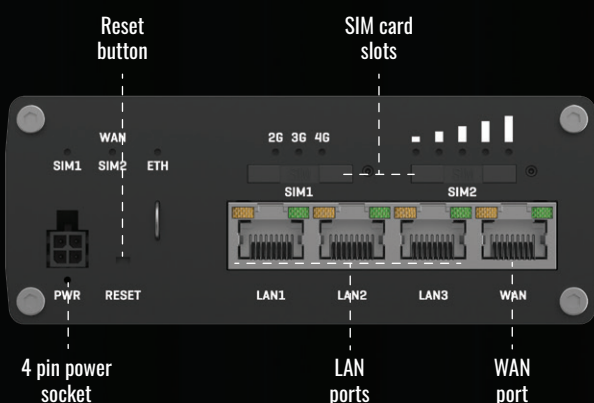 Reset
button
SIM card
slots
WAN
SIM1 SIM2 ETH
2G 3G 4G
SIM1
SIM2
PWR
RESET
LAN1
LAN2
LAN3
WAN
4 pin power
socket
LAN
ports
WAN
port